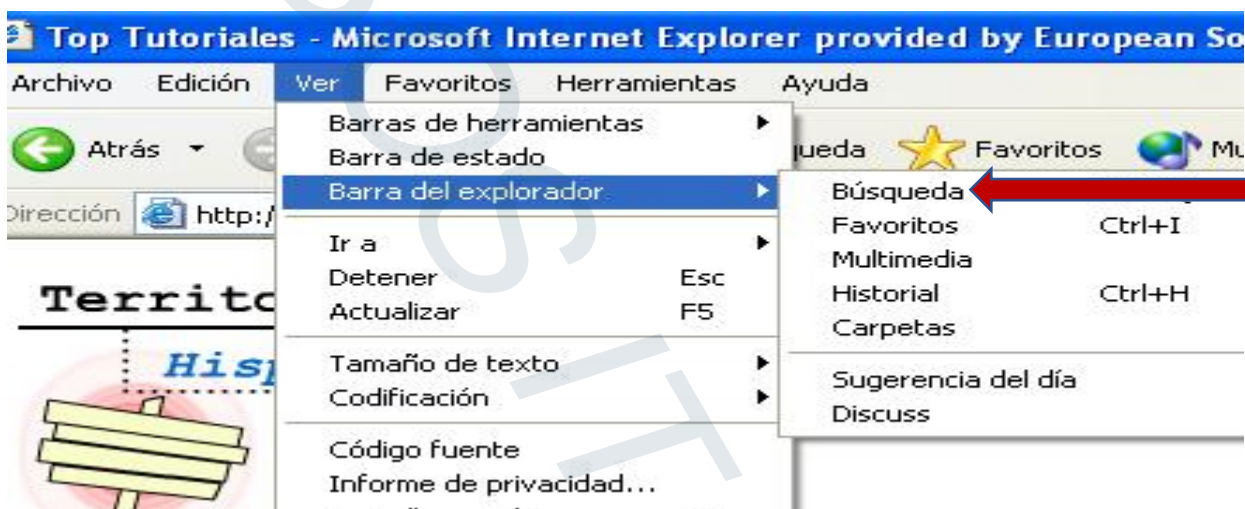 Top Tutoriales - Microsoft Internet Explorer provided by European So
Archivo Edición Ver Favoritos Herramientas Ayuda
Atrás queda Favoritos Mu
Dirección http:/
Barras de herramientas
Barra de estado
Barra del explorador
Ir a
Detener Esc
Actualizar F5
Tamaño de texto
Codificación
Código fuente
Informe de privacidad...
Búsqueda
Favoritos Ctrl+I
Multimedia
Historial Ctrl+H
Carpetas
Sugerencia del día
Discuss
Territo
Hisp